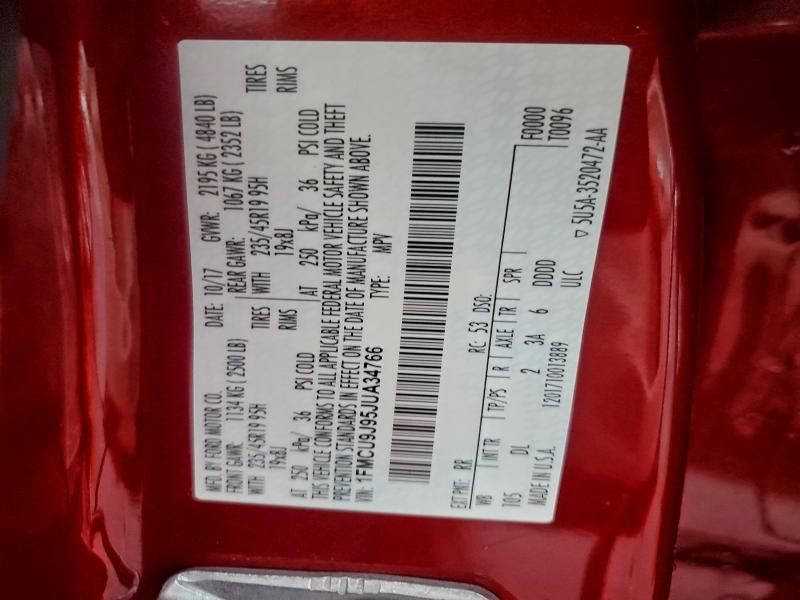 MFD. BY FORD MOTOR CO.
DATE: 10/17 GVWR: 2195 KG ( 4840 LB)
FRONT GAWR: 1134 KG ( 2500 LB) REAR GAWR: 1067 KG ( 2352 LB)
WITH 235/45R19 95H TIRES WITH 235/45R19 95H TIRES
19x8J RIMS 19x8J RIMS
AT 250 kPa/ 36 PSI COLD AT 250 kPa/ 36 PSI COLD
THIS VEHICLE CONFORMS TO ALL APPLICABLE FEDERAL MOTOR VEHICLE SAFETY AND THEFT
PREVENTION STANDARDS IN EFFECT ON THE DATE OF MANUFACTURE SHOWN ABOVE.
VIN: 1FMCU9J95JUA34766 TYPE: MPV
EXT PNT: RR RC: 53 DSO: F0000
WB INT TR TP/PS R AXLE TR SPR T0096
105 DL 2 3A 6 DDDD
MADE IN U.S.A. 1201710013889 ULC ▽ 5U5A-3520472-AA